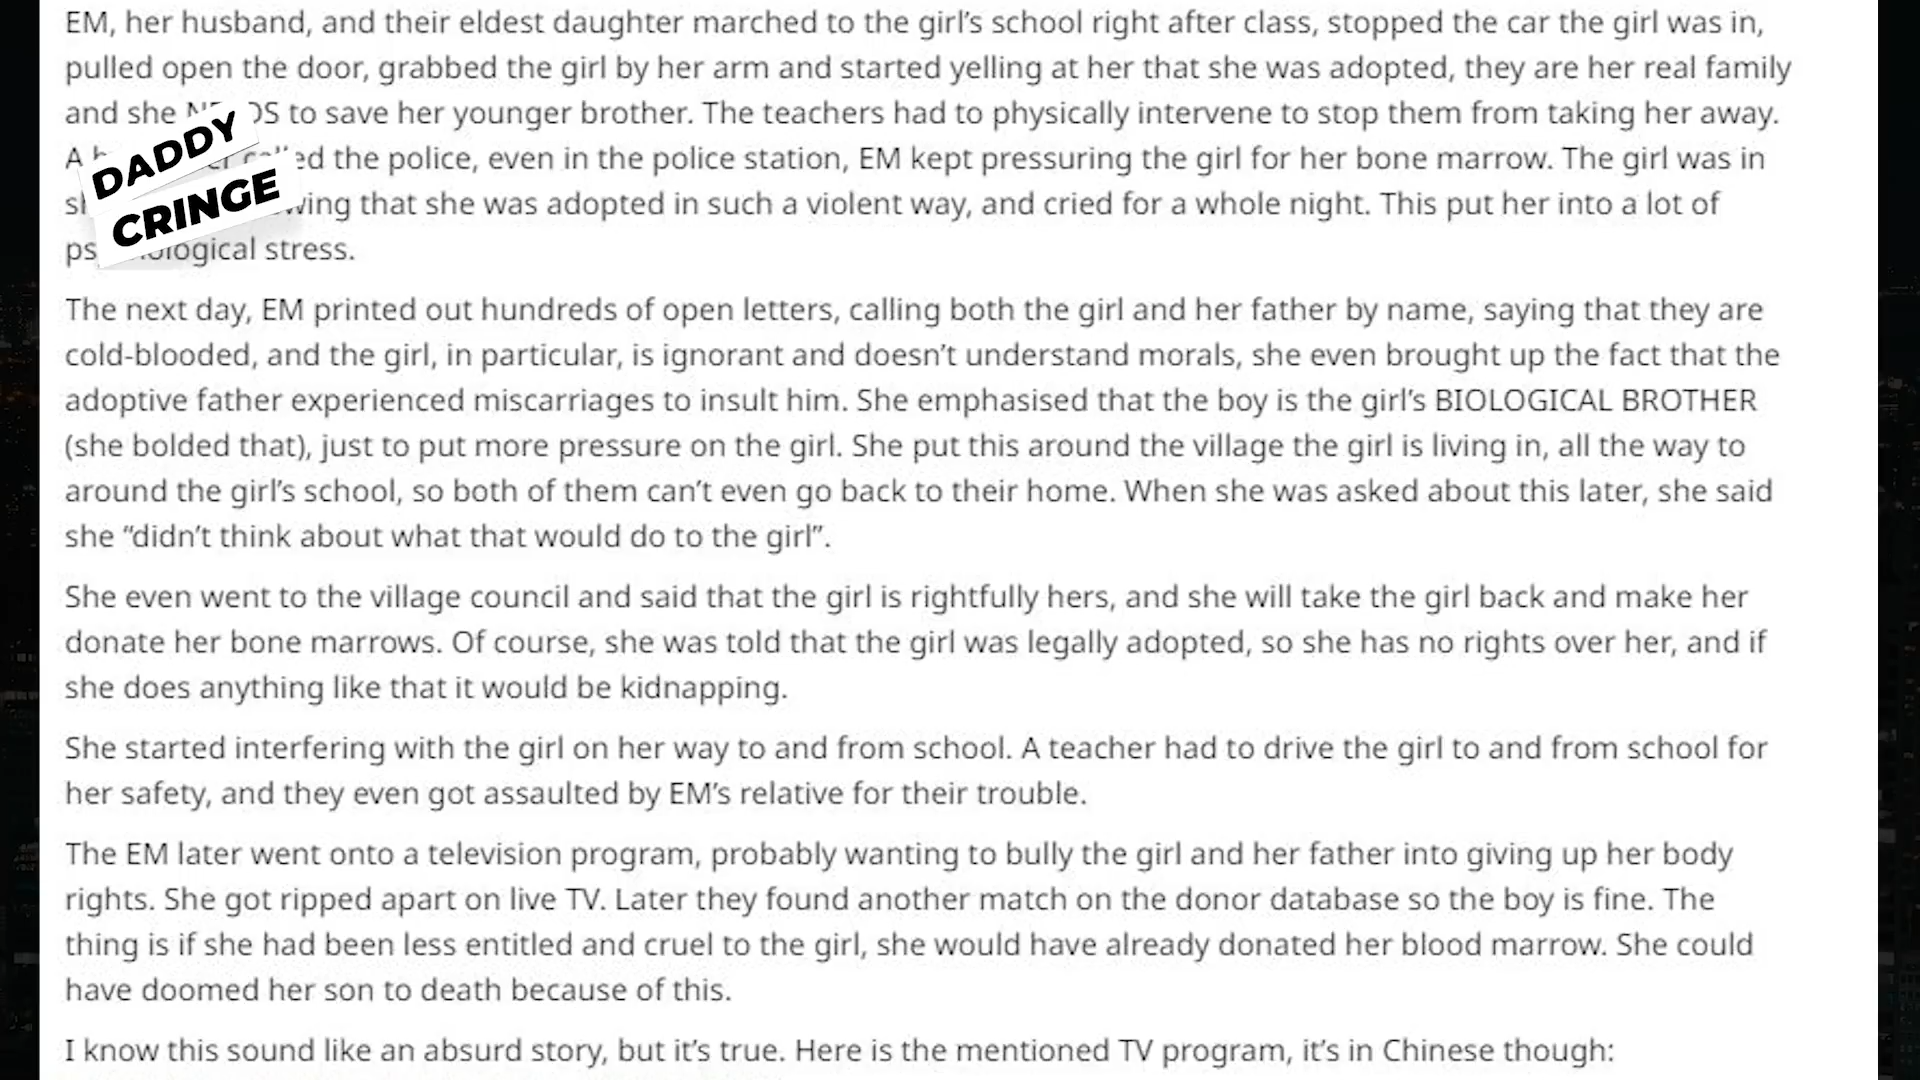 EM, her husband, and their eldest daughter marched to the girl’s school right after class, stopped the car the girl was in,
pulled open the door, grabbed the girl by her arm and started yelling at her that she was adopted, they are her real family
and she to save her younger brother. The teachers had to physically intervene to stop them from taking her away.
A the police, even in the police station, EM kept pressuring the girl for her bone marrow. The girl was in
that she was adopted in such a violent way, and cried for a whole night. This put her into a lot of
stress.
DADDY
CRINGE
The next day, EM printed out hundreds of open letters, calling both the girl and her father by name, saying that they are
cold-blooded, and the girl, in particular, is ignorant and doesn’t understand morals, she even brought up the fact that the
adoptive father experienced miscarriages to insult him. She emphasised that the boy is the girl’s BIOLOGICAL BROTHER
(she bolded that), just to put more pressure on the girl. She put this around the village the girl is living in, all the way to
around the girl’s school, so both of them can’t even go back to their home. When she was asked about this later, she said
she “didn’t think about what that would do to the girl”.
She even went to the village council and said that the girl is rightfully hers, and she will take the girl back and make her
donate her bone marrows. Of course, she was told that the girl was legally adopted, so she has no rights over her, and if
she does anything like that it would be kidnapping.
She started interfering with the girl on her way to and from school. A teacher had to drive the girl to and from school for
her safety, and they even got assaulted by EM’s relative for their trouble.
The EM later went onto a television program, probably wanting to bully the girl and her father into giving up her body
rights. She got ripped apart on live TV. Later they found another match on the donor database so the boy is fine. The
thing is if she had been less entitled and cruel to the girl, she would have already donated her blood marrow. She could
have doomed her son to death because of this.
I know this sound like an absurd story, but it’s true. Here is the mentioned TV program, it’s in Chinese though: